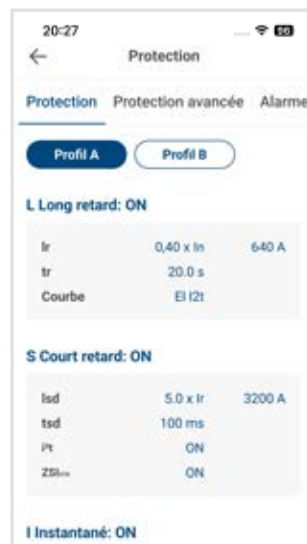 20:27 56
← Protection
Protection Protection avancée Alarme
Profil A Profil B
L Long retard: ON
Ir 0,40 x In 640 A
tr 20.0 s
Courbe EI I2t
S Court retard: ON
Isd 5.0 x Ir 3200 A
tsd 100 ms
i²t ON
ZSI ON
I Instantané: ON